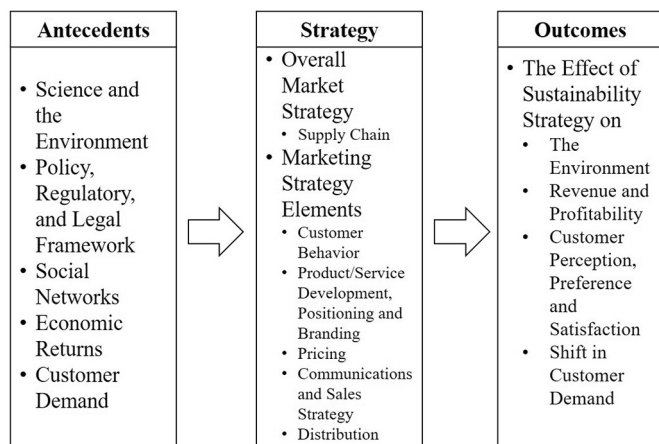 Antecedents
• Science and
the
Environment
• Policy,
Regulatory,
and Legal
Framework
• Social
Networks
• Economic
Returns
• Customer
Demand
Strategy
• Overall
Market
Strategy
• Supply Chain
• Marketing
Strategy
Elements
• Customer
Behavior
• Product/Service
Development,
Positioning and
Branding
• Pricing
• Communications
and Sales
Strategy
• Distribution
Outcomes
• The Effect of
Sustainability
Strategy on
• The
Environment
• Revenue and
Profitability
• Customer
Perception,
Preference
and
Satisfaction
• Shift in
Customer
Demand